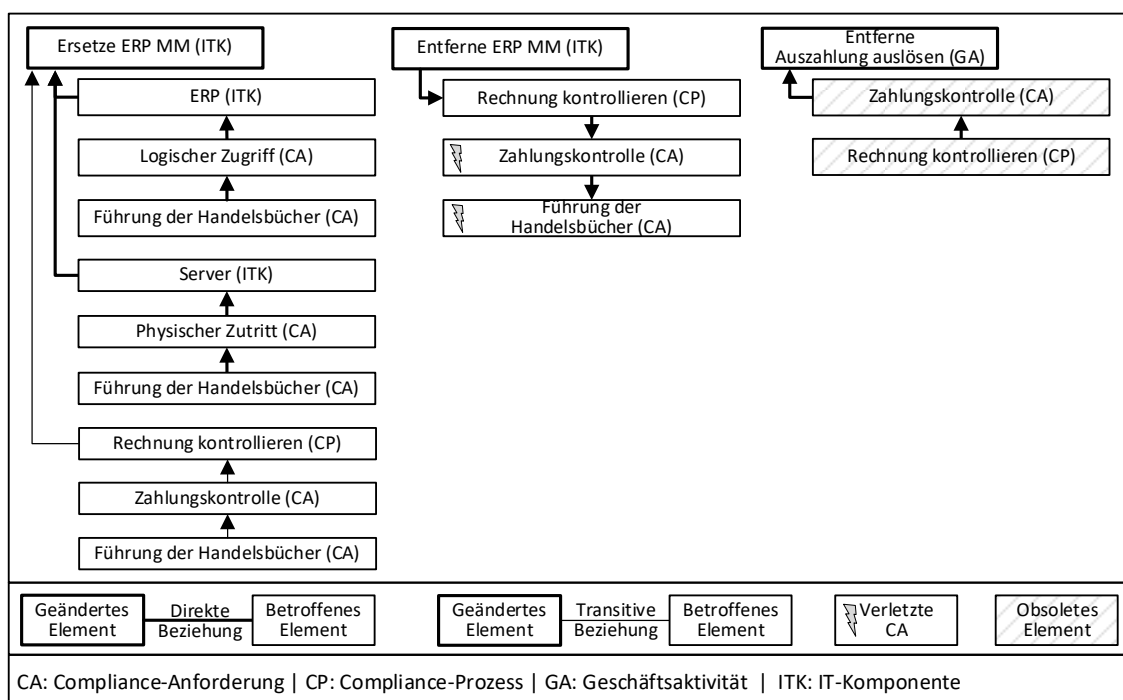 Ersetze ERP MM (ITK)
ERP (ITK)
Logischer Zugriff (CA)
Führung der Handelsbücher (CA)
Server (ITK)
Physischer Zutritt (CA)
Führung der Handelsbücher (CA)
Rechnung kontrollieren (CP)
Zahlungskontrolle (CA)
Führung der Handelsbücher (CA)
Entferne ERP MM (ITK)
Rechnung kontrollieren (CP)
Zahlungskontrolle (CA)
Führung der
Handelsbücher (CA)
Entferne
Auszahlung auslösen (GA)
Zahlungskontrolle (CA)
Rechnung kontrollieren (CP)
Geändertes
Element
Direkte
Beziehung
Betroffenes
Element
Geändertes
Element
Transitive
Beziehung
Betroffenes
Element
Verletzte
CA
Obsoletes
Element
CA: Compliance-Anforderung | CP: Compliance-Prozess | GA: Geschäftsaktivität | ITK: IT-Komponente